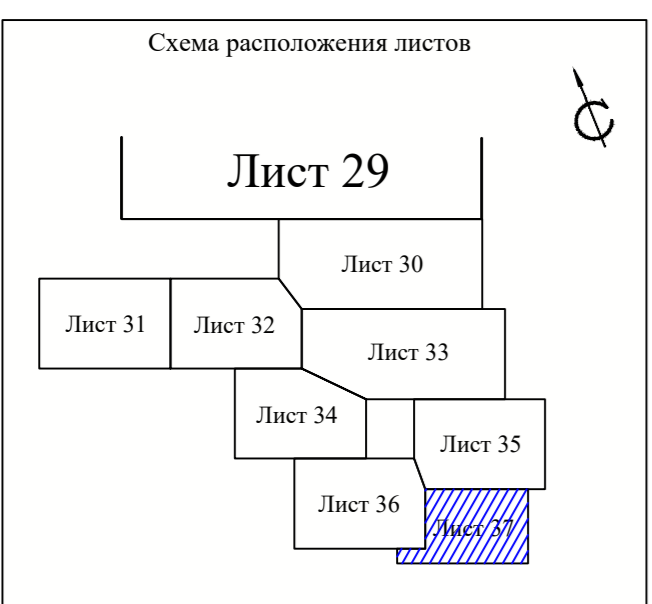 Схема расположения листов
С
Лист 29
Лист 30
Лист 31
Лист 32
Лист 33
Лист 34
Лист 35
Лист 36
Лист 37